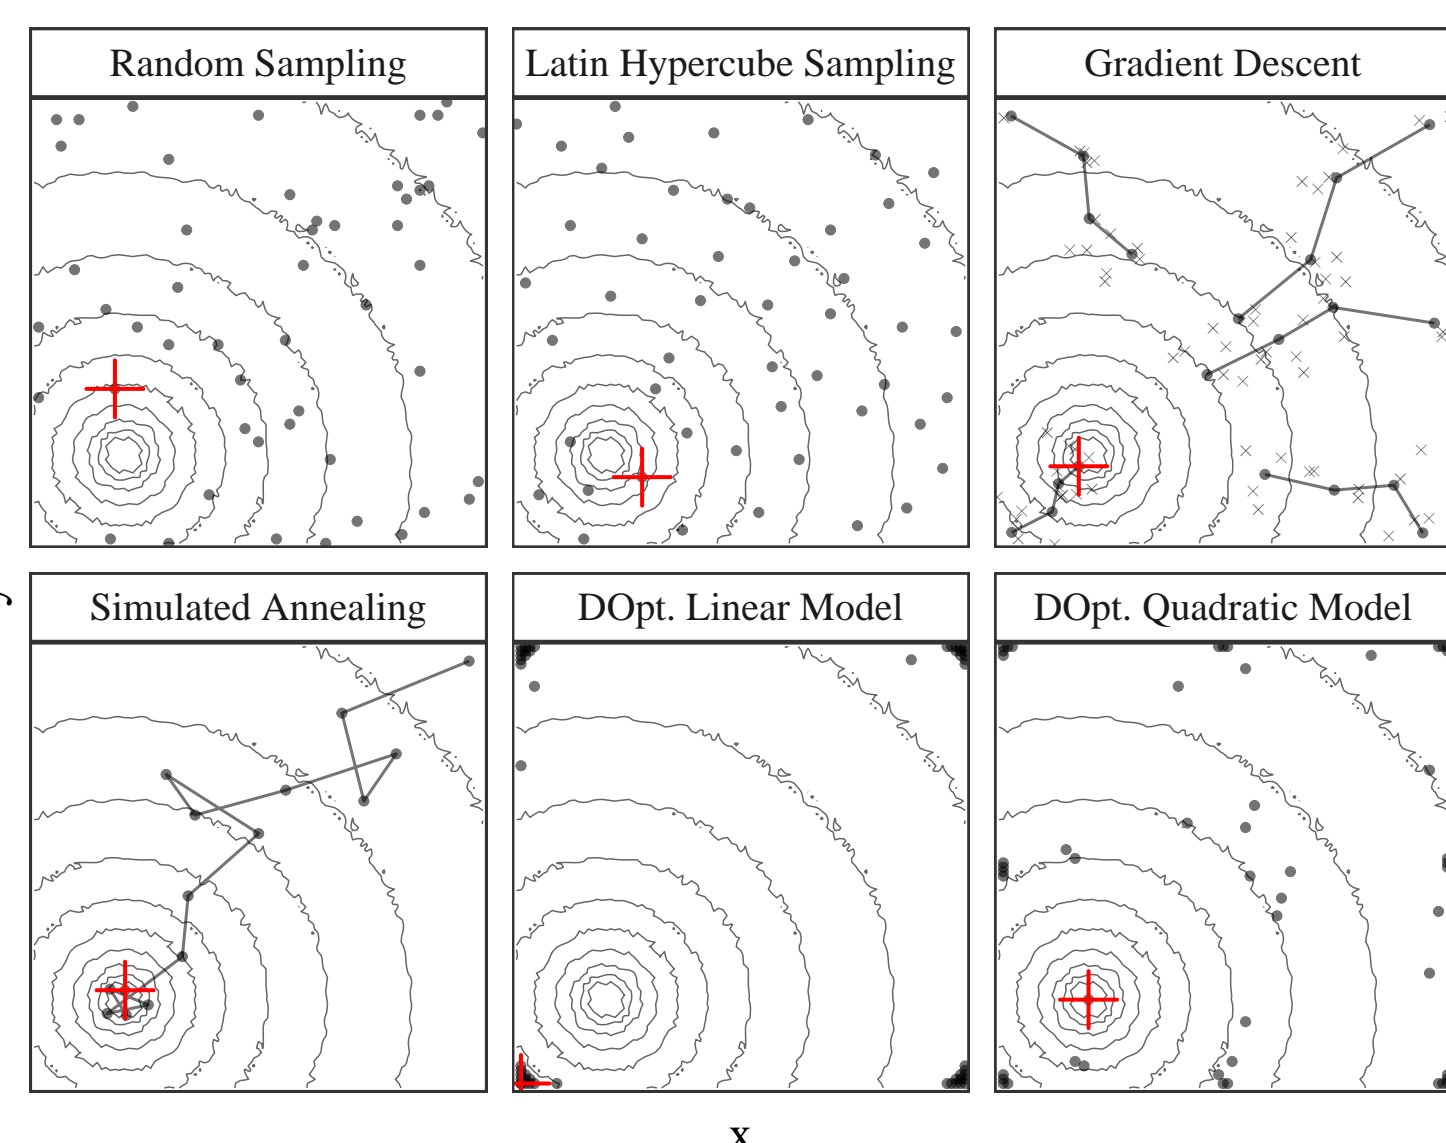 Random Sampling
Latin Hypercube Sampling
Gradient Descent
Simulated Annealing
DOpt. Linear Model
DOpt. Quadratic Model
x